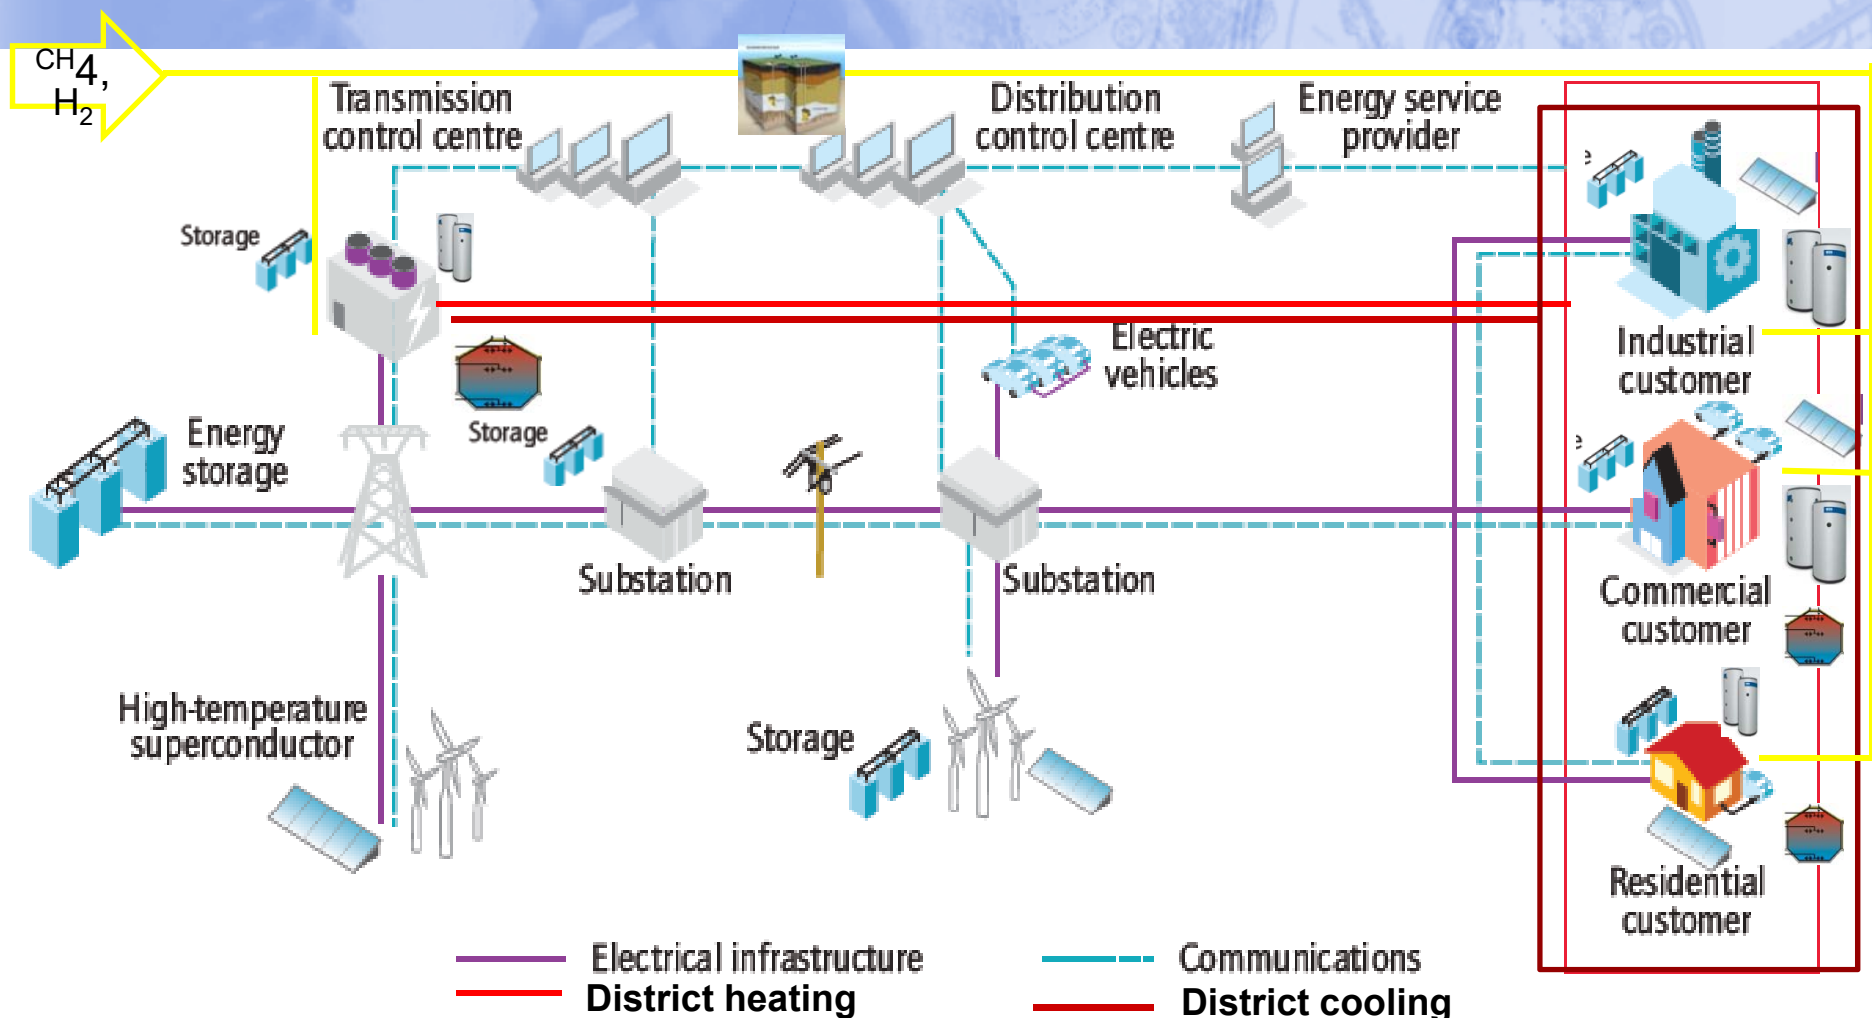 CH4,
H2
Transmission
control centre
Distribution
control centre
Energy service
provider
Storage
e
Industrial
customer
Electric
vehicles
Energy
storage
Storage
e
Substation
Substation
Commercial
customer
High-temperature
superconductor
Storage
Residential
customer
Electrical infrastructure
Communications
District heating
District cooling